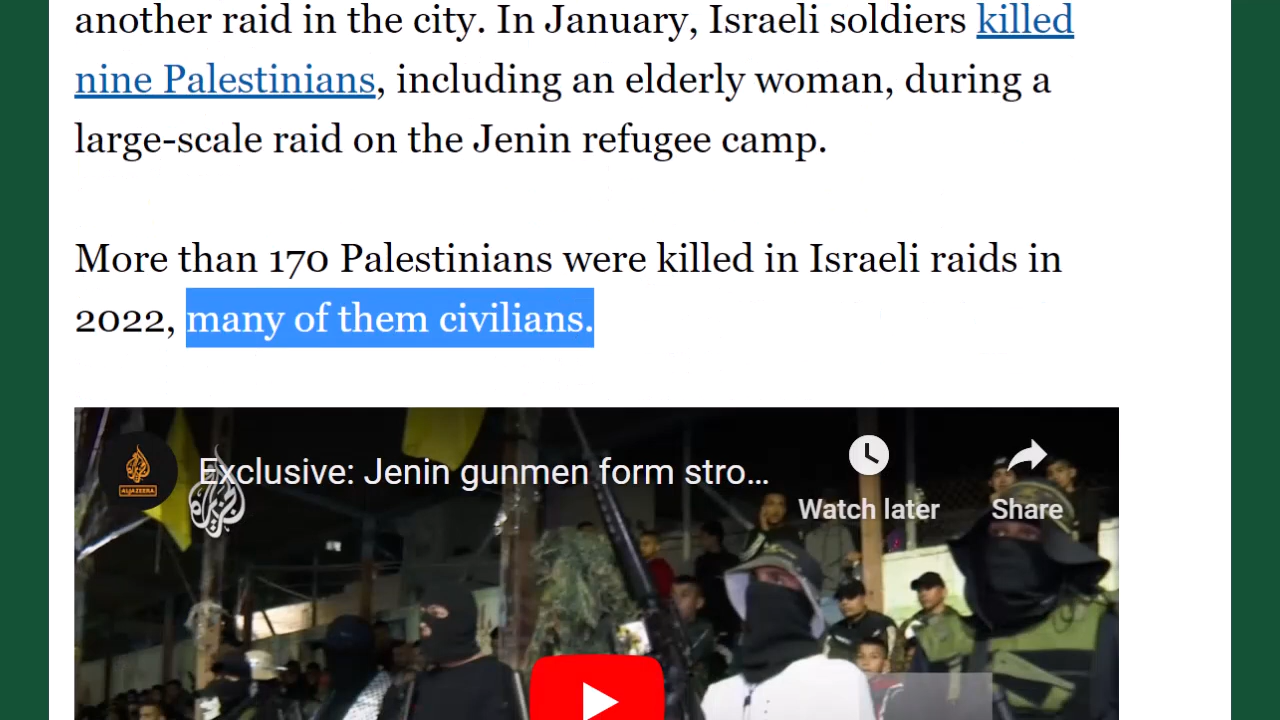 another raid in the city. In January, Israeli soldiers killed
nine Palestinians, including an elderly woman, during a
large-scale raid on the Jenin refugee camp.
More than 170 Palestinians were killed in Israeli raids in
2022, many of them civilians.
Exclusive: Jenin gunmen form stro...
ALJAZEERA
الجزيرة
Watch later
Share